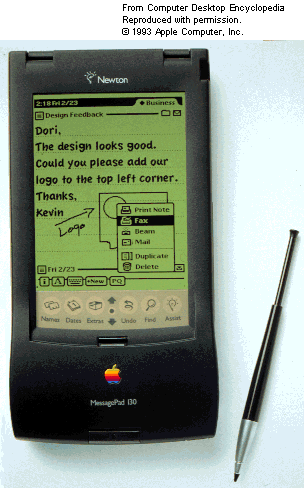 From Computer Desktop Encyclopedia
Reproduced with permission.
© 1993 Apple Computer, Inc.
Newton
2:18 Fri 2/23
Business
Design Feedback
Dori,
The design looks good.
Could you please add our
logo to the top left corner.
Thanks,
Kevin
Logo
Print Note
Fax
Beam
Mail
Duplicate
Delete
Fri 2/23
i A New PQ
Names Dates Extras Undo Find Assist
MessagePad 130